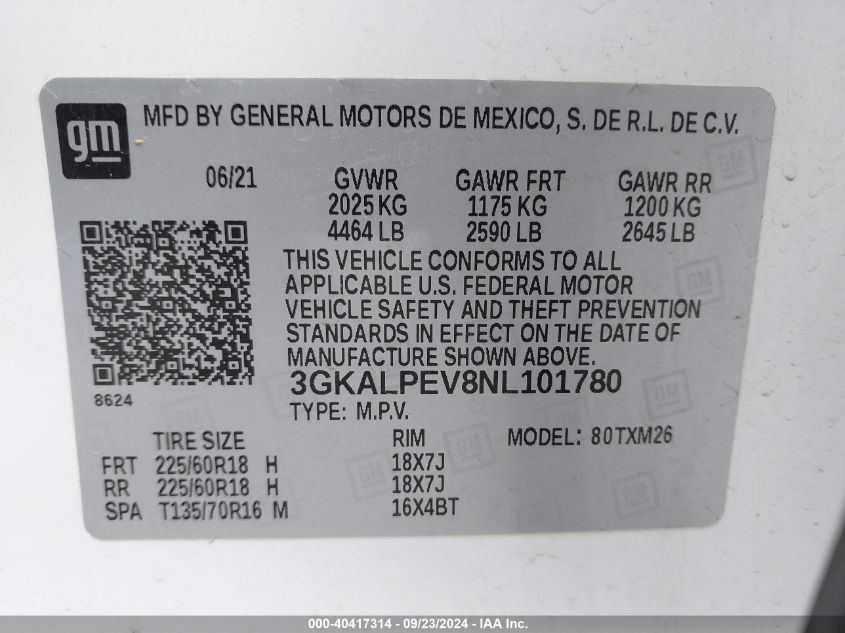 gm
MFD BY GENERAL MOTORS DE MEXICO, S. DE R.L. DE C.V.
06/21 GVWR GAWR FRT GAWR RR
2025 KG 1175 KG 1200 KG
4464 LB 2590 LB 2645 LB
THIS VEHICLE CONFORMS TO ALL
APPLICABLE U.S. FEDERAL MOTOR
VEHICLE SAFETY AND THEFT PREVENTION
STANDARDS IN EFFECT ON THE DATE OF
MANUFACTURE SHOWN ABOVE.
3GKALPEV8NL101780
8624
TYPE: M.P.V.
TIRE SIZE RIM MODEL: 80TXM26
FRT 225/60R18 H 18X7J
RR 225/60R18 H 18X7J
SPA T135/70R16 M 16X4BT
000-40417314 - 09/23/2024 - IAA Inc.